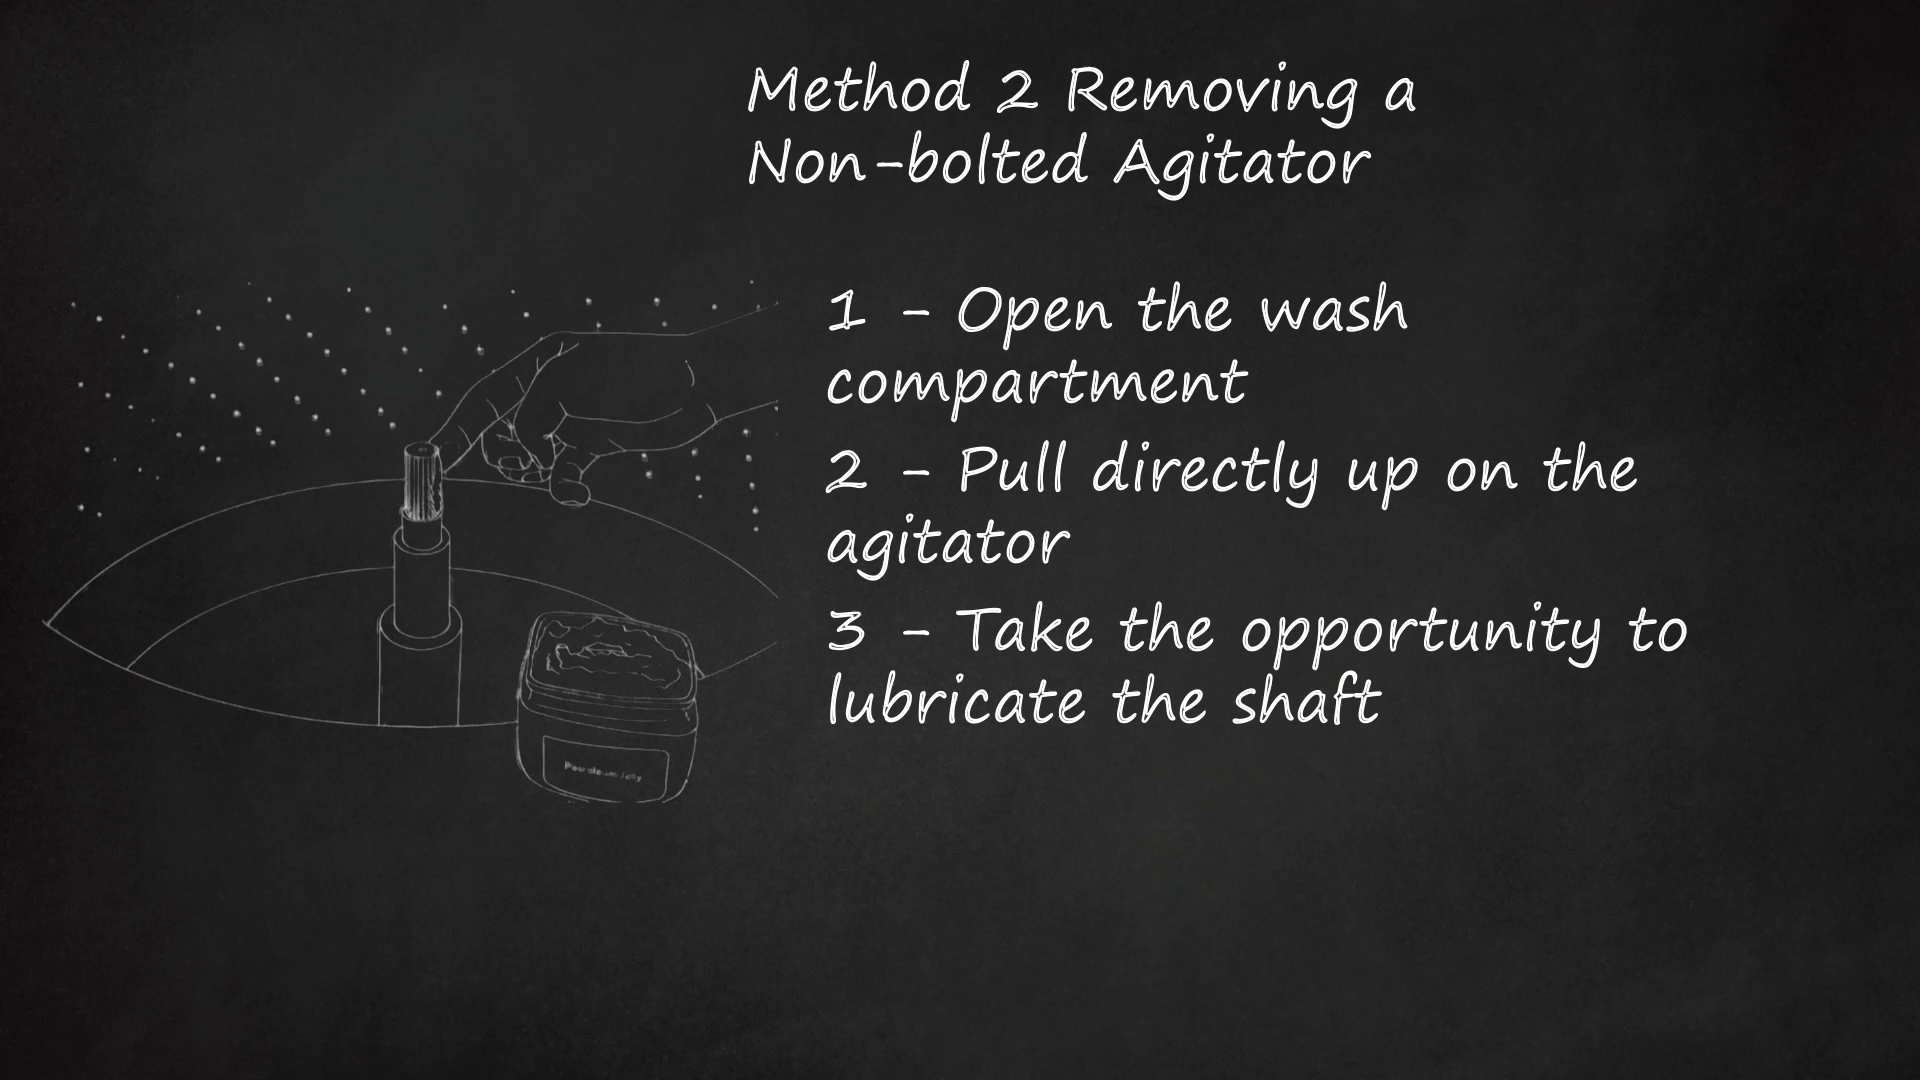 Method 2 Removing a
Non-bolted Agitator
1 - Open the wash
compartment
2 - Pull directly up on the
agitator
3 - Take the opportunity to
lubricate the shaft